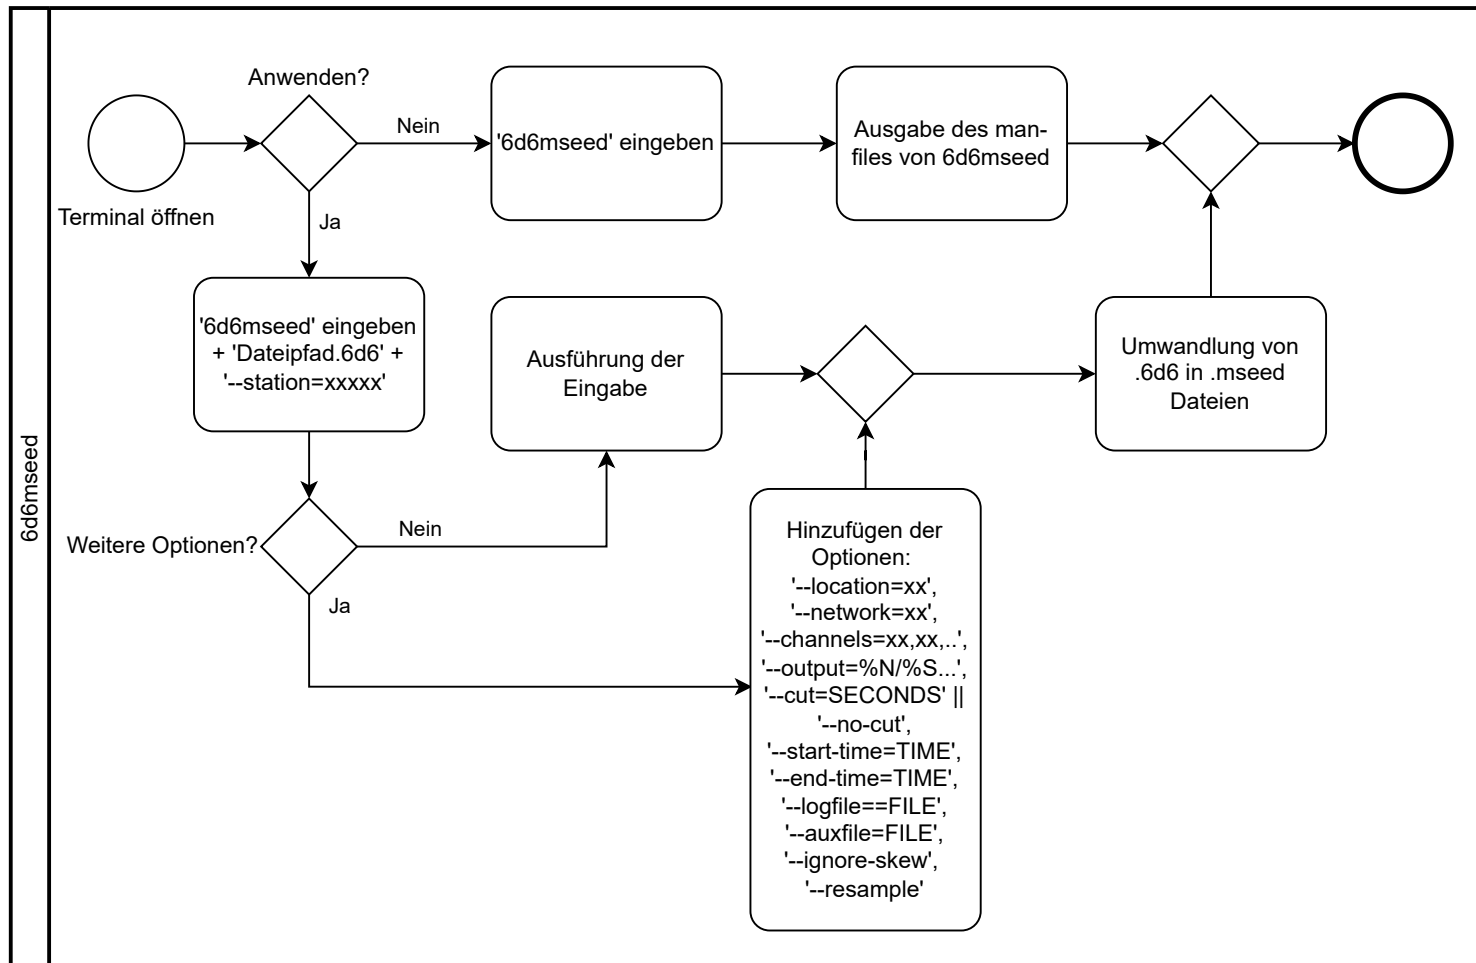 6d6mseed
Anwenden?
Nein
'6d6mseed' eingeben
Ausgabe des man-
files von 6d6mseed
Terminal öffnen
Ja
'6d6mseed' eingeben
+ 'Dateipfad.6d6' +
'--station=xxxxx'
Ausführung der
Eingabe
Umwandlung von
.6d6 in .mseed
Dateien
Weitere Optionen?
Nein
Ja
Hinzufügen der
Optionen:
'--location=xx',
'--network=xx',
'--channels=xx,xx,..',
'--output=%N/%S...',
'--cut=SECONDS' ||
'--no-cut',
'--start-time=TIME',
'--end-time=TIME',
'--logfile==FILE',
'--auxfile=FILE',
'--ignore-skew',
'--resample'